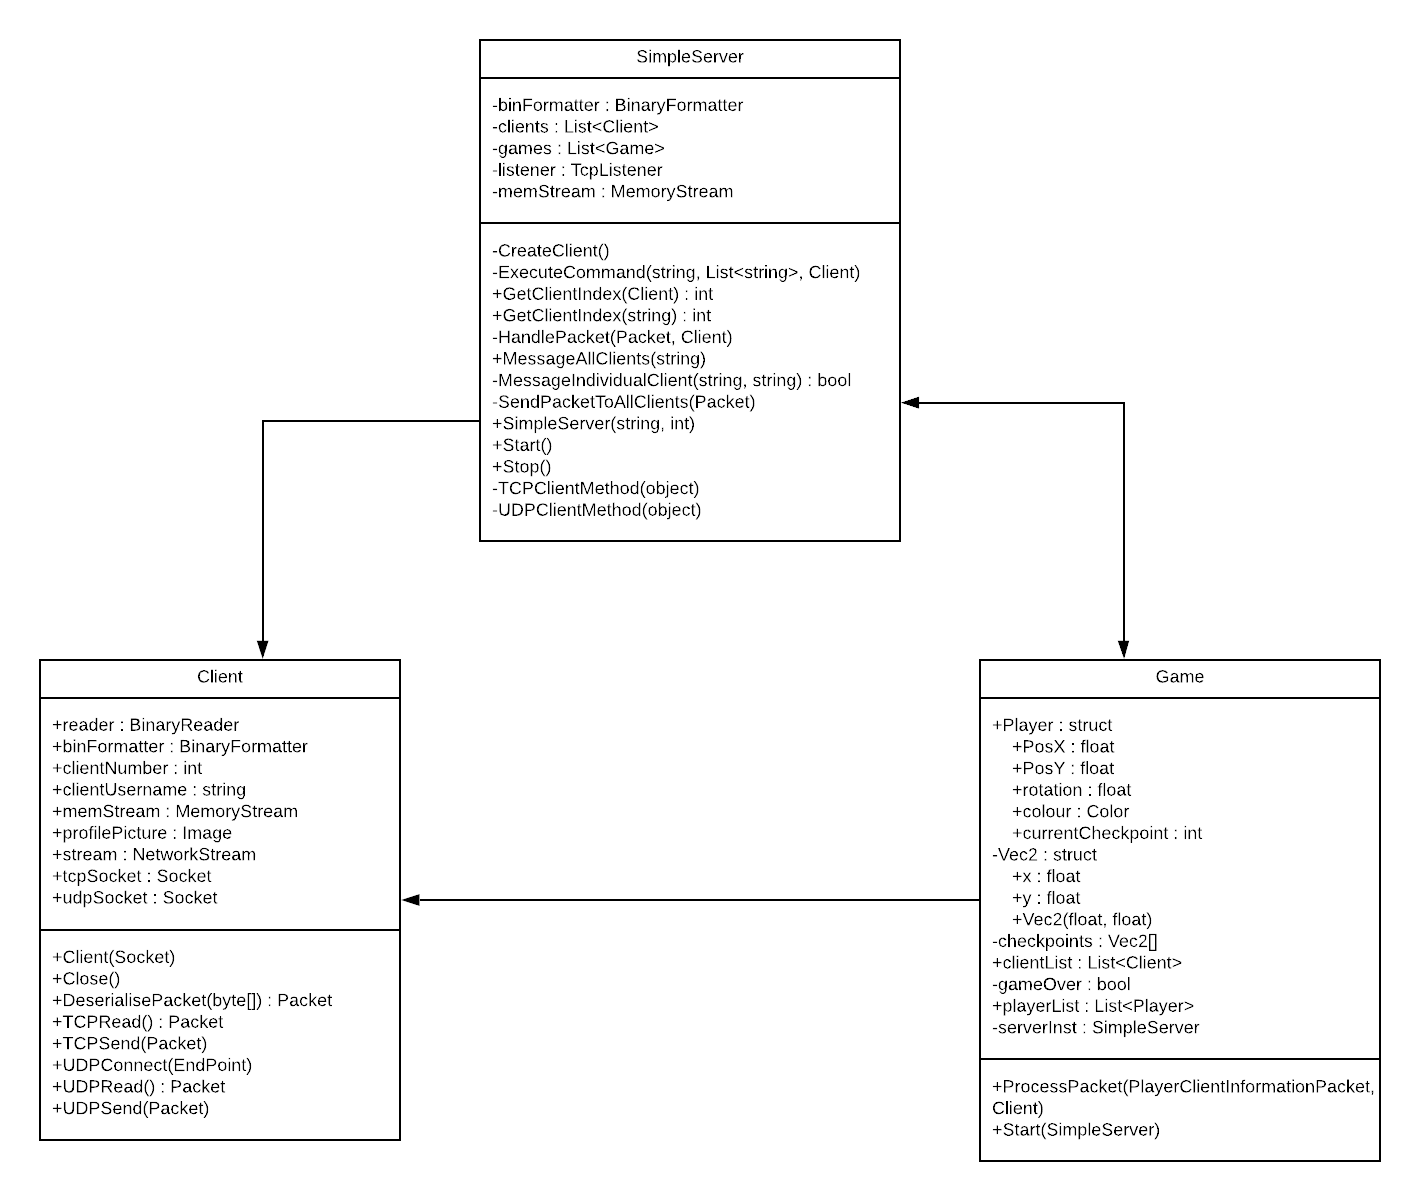 SimpleServer
-binFormatter : BinaryFormatter
-clients : List<Client>
-games : List<Game>
-listener : TcpListener
-memStream : MemoryStream
-CreateClient()
-ExecuteCommand(string, List<string>, Client)
+GetClientIndex(Client) : int
+GetClientIndex(string) : int
-HandlePacket(Packet, Client)
+MessageAllClients(string)
-MessageIndividualClient(string, string) : bool
-SendPacketToAllClients(Packet)
+SimpleServer(string, int)
+Start()
+Stop()
-TCPClientMethod(object)
-UDPClientMethod(object)
Client
+reader : BinaryReader
+binFormatter : BinaryFormatter
+clientNumber : int
+clientUsername : string
+memStream : MemoryStream
+profilePicture : Image
+stream : NetworkStream
+tcpSocket : Socket
+udpSocket : Socket
+Client(Socket)
+Close()
+DeserialisePacket(byte[]) : Packet
+TCPRead() : Packet
+TCPSend(Packet)
+UDPConnect(EndPoint)
+UDPRead() : Packet
+UDPSend(Packet)
Game
+Player : struct
+PosX : float
+PosY : float
+rotation : float
+colour : Color
+currentCheckpoint : int
-Vec2 : struct
+x : float
+y : float
+Vec2(float, float)
-checkpoints : Vec2[]
+clientList : List<Client>
-gameOver : bool
+playerList : List<Player>
-serverInst : SimpleServer
+ProcessPacket(PlayerClientInformationPacket,
Client)
+Start(SimpleServer)